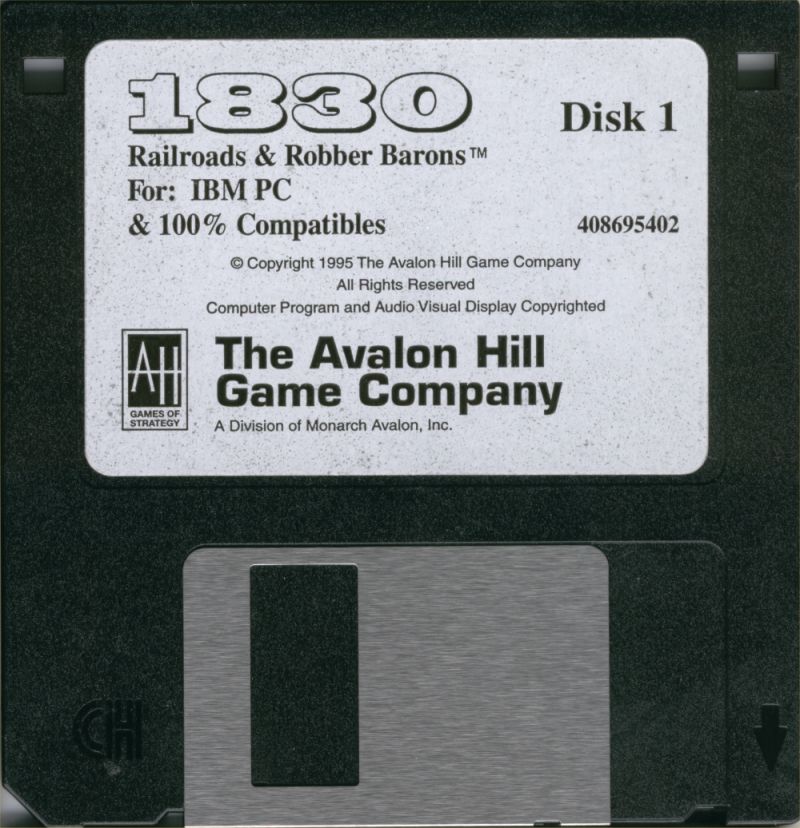 1830
Disk 1
Railroads & Robber Barons™
For: IBM PC
& 100% Compatibles
408695402
© Copyright 1995 The Avalon Hill Game Company
All Rights Reserved
Computer Program and Audio Visual Display Copyrighted
AH
GAMES OF
STRATEGY
The Avalon Hill
Game Company
A Division of Monarch Avalon, Inc.